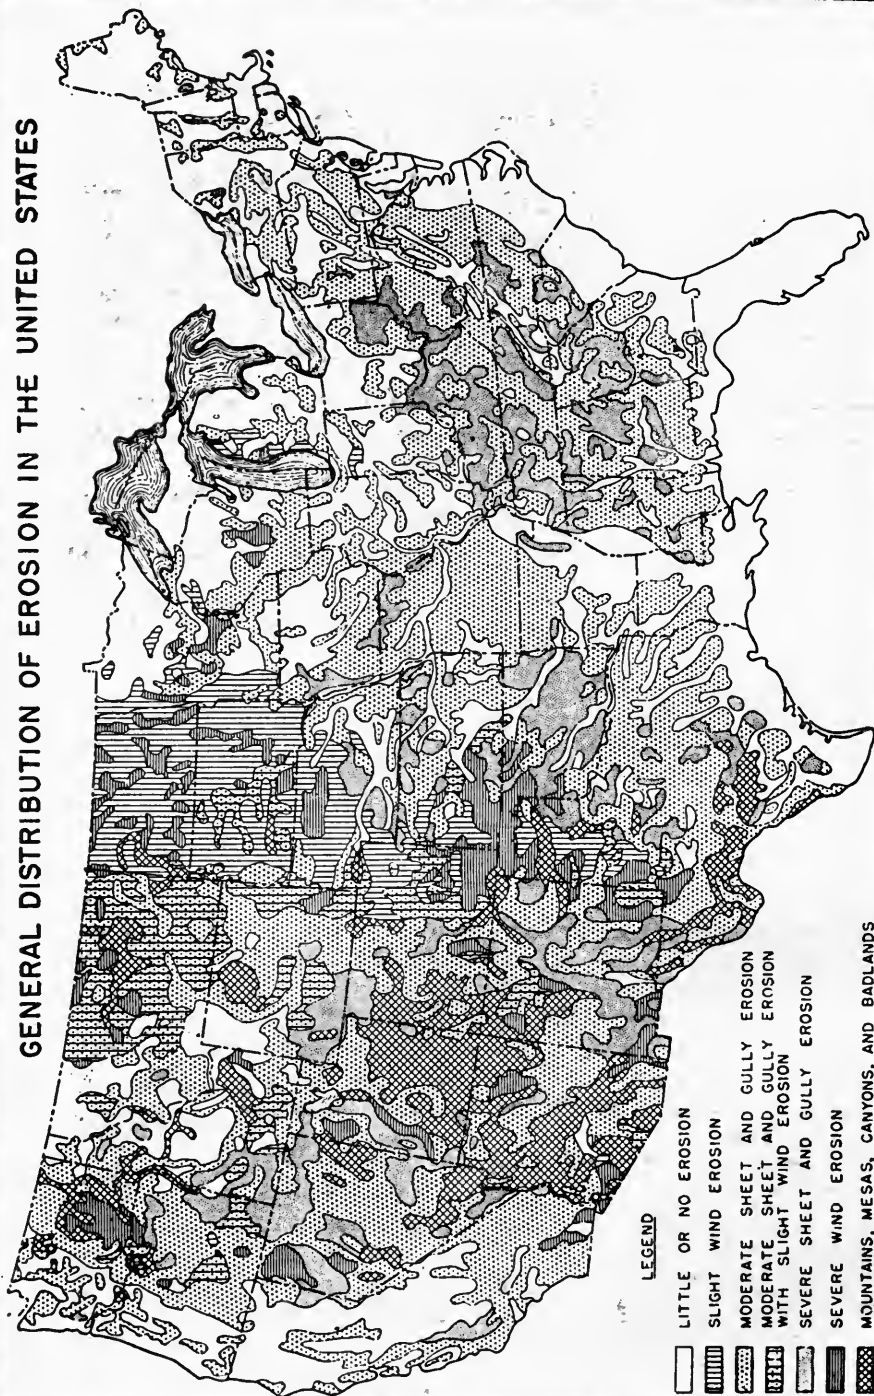 GENERAL DISTRIBUTION OF EROSION IN THE UNITED STATES
LEGEND
LITTLE OR NO EROSION
SLIGHT WIND EROSION
MODERATE SHEET AND GULLY EROSION
MODERATE SHEET AND GULLY EROSION
WITH SLIGHT WIND EROSION
SEVERE SHEET AND GULLY EROSION
SEVERE WIND EROSION
MOUNTAINS, MESAS, CANYONS, AND BADLANDS